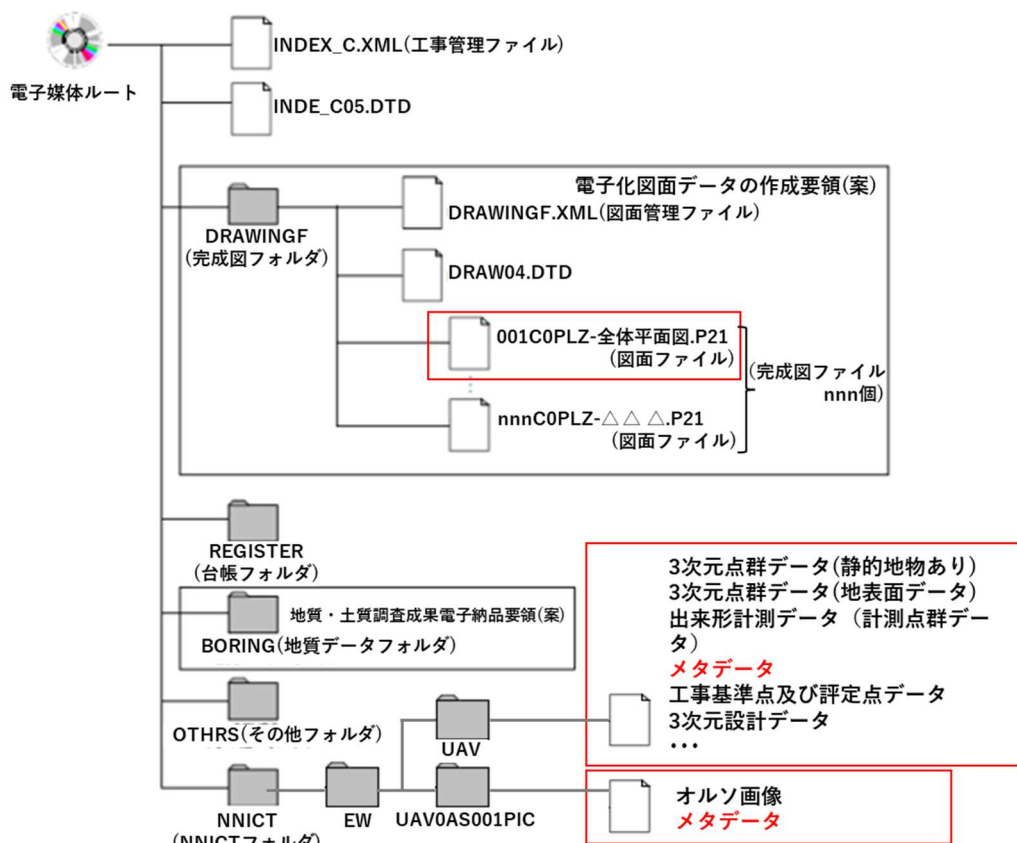 INDEX_C.XML(工事管理ファイル)
電子媒体ルート
INDE_C05.DTD
電子化図面データの作成要領(案)
DRAWINGF.XML(図面管理ファイル)
DRAWINGF
(完成図フォルダ)
DRAW04.DTD
001C0PLZ-全体平面図.P21
(図面ファイル)
(完成図ファイル
nnn個)
nnnC0PLZ-△ △ △.P21
(図面ファイル)
REGISTER
(台帳フォルダ)
地質・土質調査成果電子納品要領(案)
BORING(地質データフォルダ)
OTHRS(その他フォルダ)
3次元点群データ(静的地物あり)
3次元点群データ(地表面データ)
出来形計測データ（計測点群デー
タ）
メタデータ
工事基準点及び評定点データ
3次元設計データ
・・・
UAV
オルソ画像
メタデータ
NNICT
(NNICTフォルダ)
EW
UAV0AS001PIC